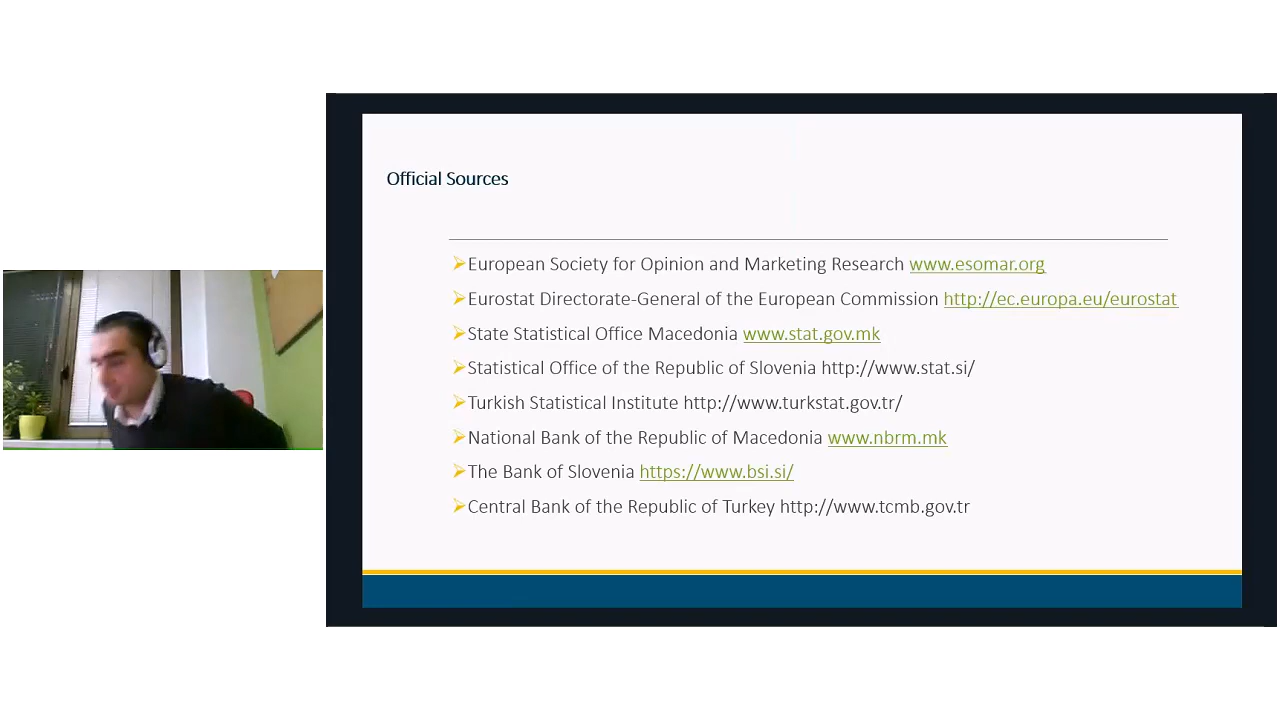 Official Sources
European Society for Opinion and Marketing Research www.esomar.org
Eurostat Directorate-General of the European Commission http://ec.europa.eu/eurostat
State Statistical Office Macedonia www.stat.gov.mk
Statistical Office of the Republic of Slovenia http://www.stat.si/
Turkish Statistical Institute http://www.turkstat.gov.tr/
National Bank of the Republic of Macedonia www.nbrm.mk
The Bank of Slovenia https://www.bsi.si/
Central Bank of the Republic of Turkey http://www.tcmb.gov.tr